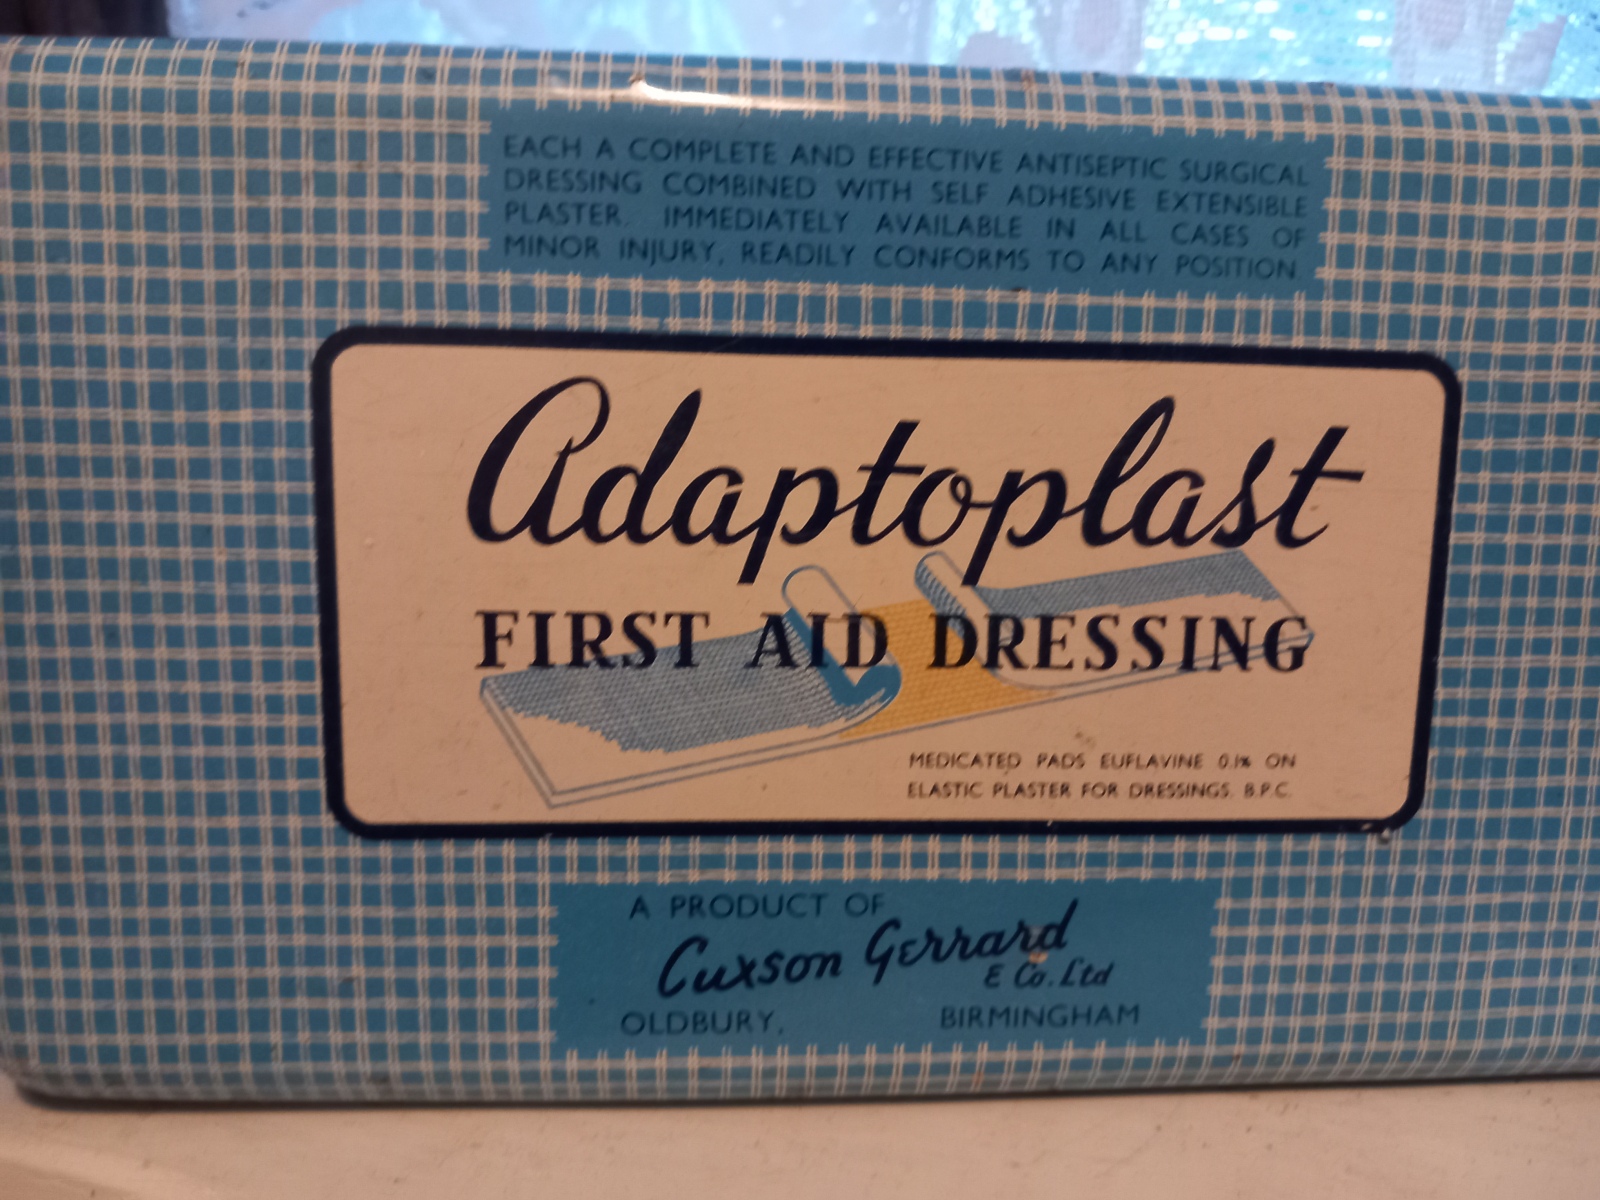 EACH A COMPLETE AND EFFECTIVE ANTISEPTIC SURGICAL
DRESSING COMBINED WITH SELF ADHESIVE EXTENSIBLE
PLASTER. IMMEDIATELY AVAILABLE IN ALL CASES OF
MINOR INJURY, READILY CONFORMS TO ANY POSITION
Adaptoplast
FIRST AID DRESSING
MEDICATED PADS EUFLAVINE 0.1% ON
ELASTIC PLASTER FOR DRESSINGS. B.P.C.
A PRODUCT OF
Cuxson Gerrard
& Co. Ltd
OLDBURY, BIRMINGHAM